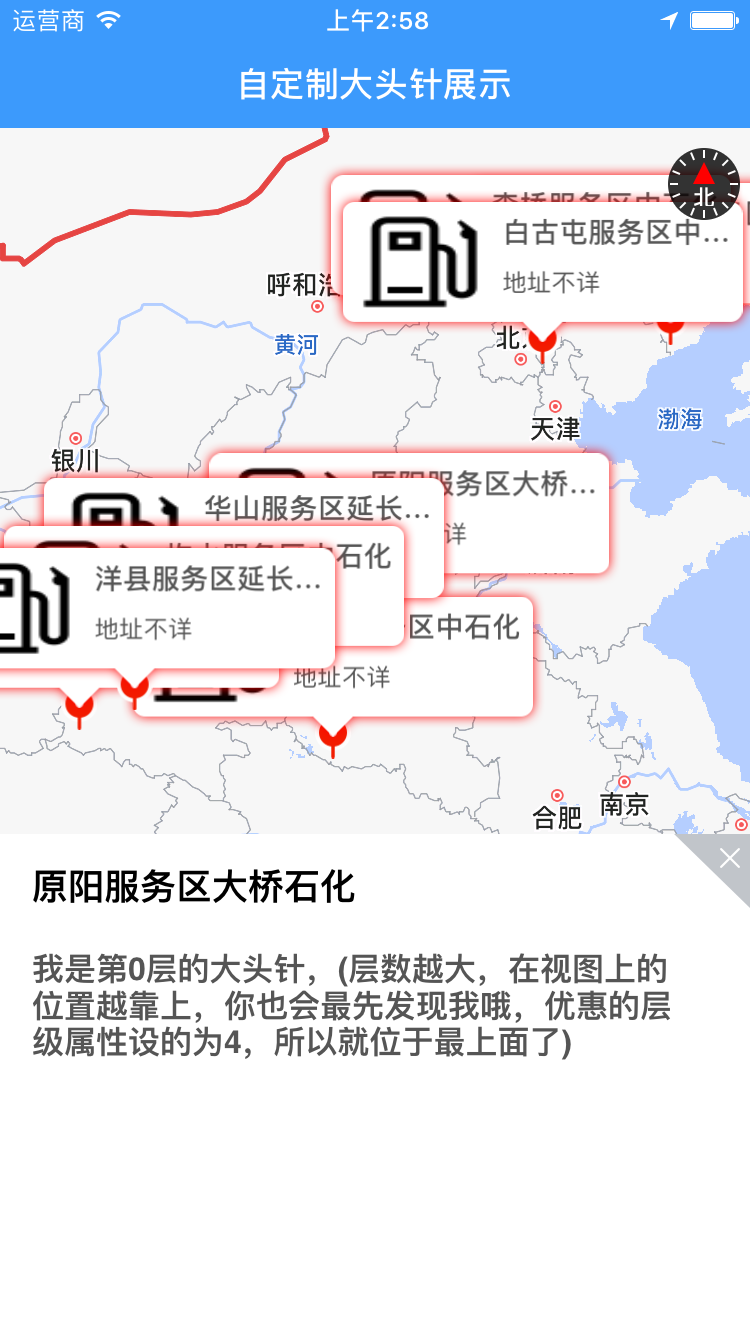 运营商
上午2:58
自定制大头针展示
北
白古屯服务区中...
地址不详
呼和浩
黄河
渤海
天津
银川
原阳服务区大桥...
华山服务区延长...
详
石化
洋县服务区延长...
地址不详
区中石化
地址不详
南京
合肥
原阳服务区大桥石化
我是第0层的大头针，(层数越大，在视图上的
位置越靠上，你也会最先发现我哦，优惠的层
级属性设的为4，所以就位于最上面了)